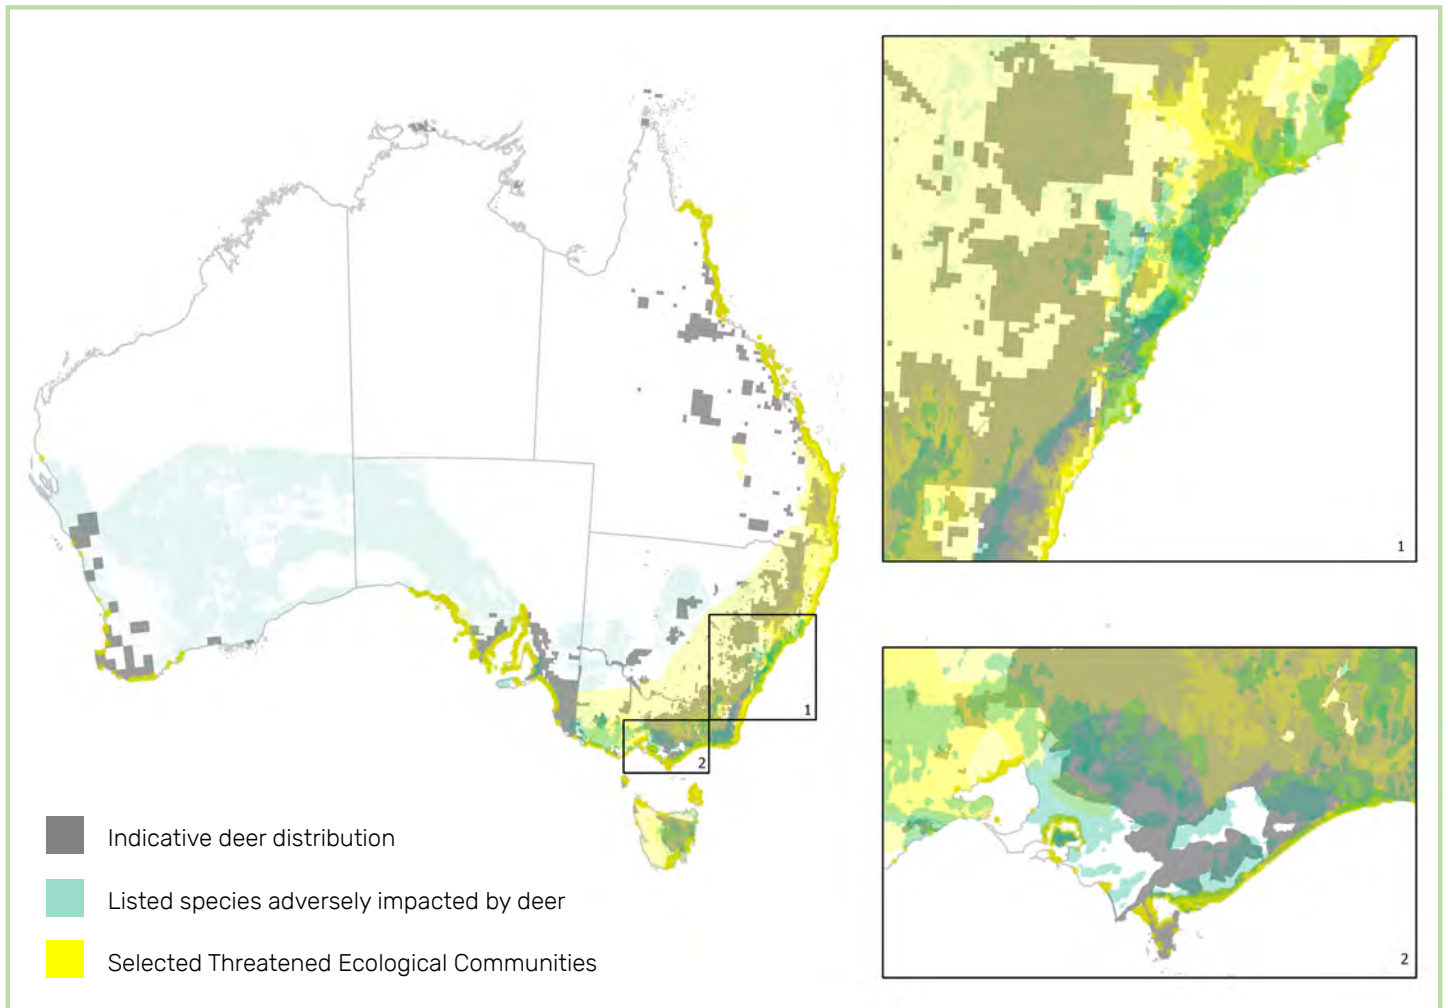 1
2
1
2
Indicative deer distribution
Listed species adversely impacted by deer
Selected Threatened Ecological Communities